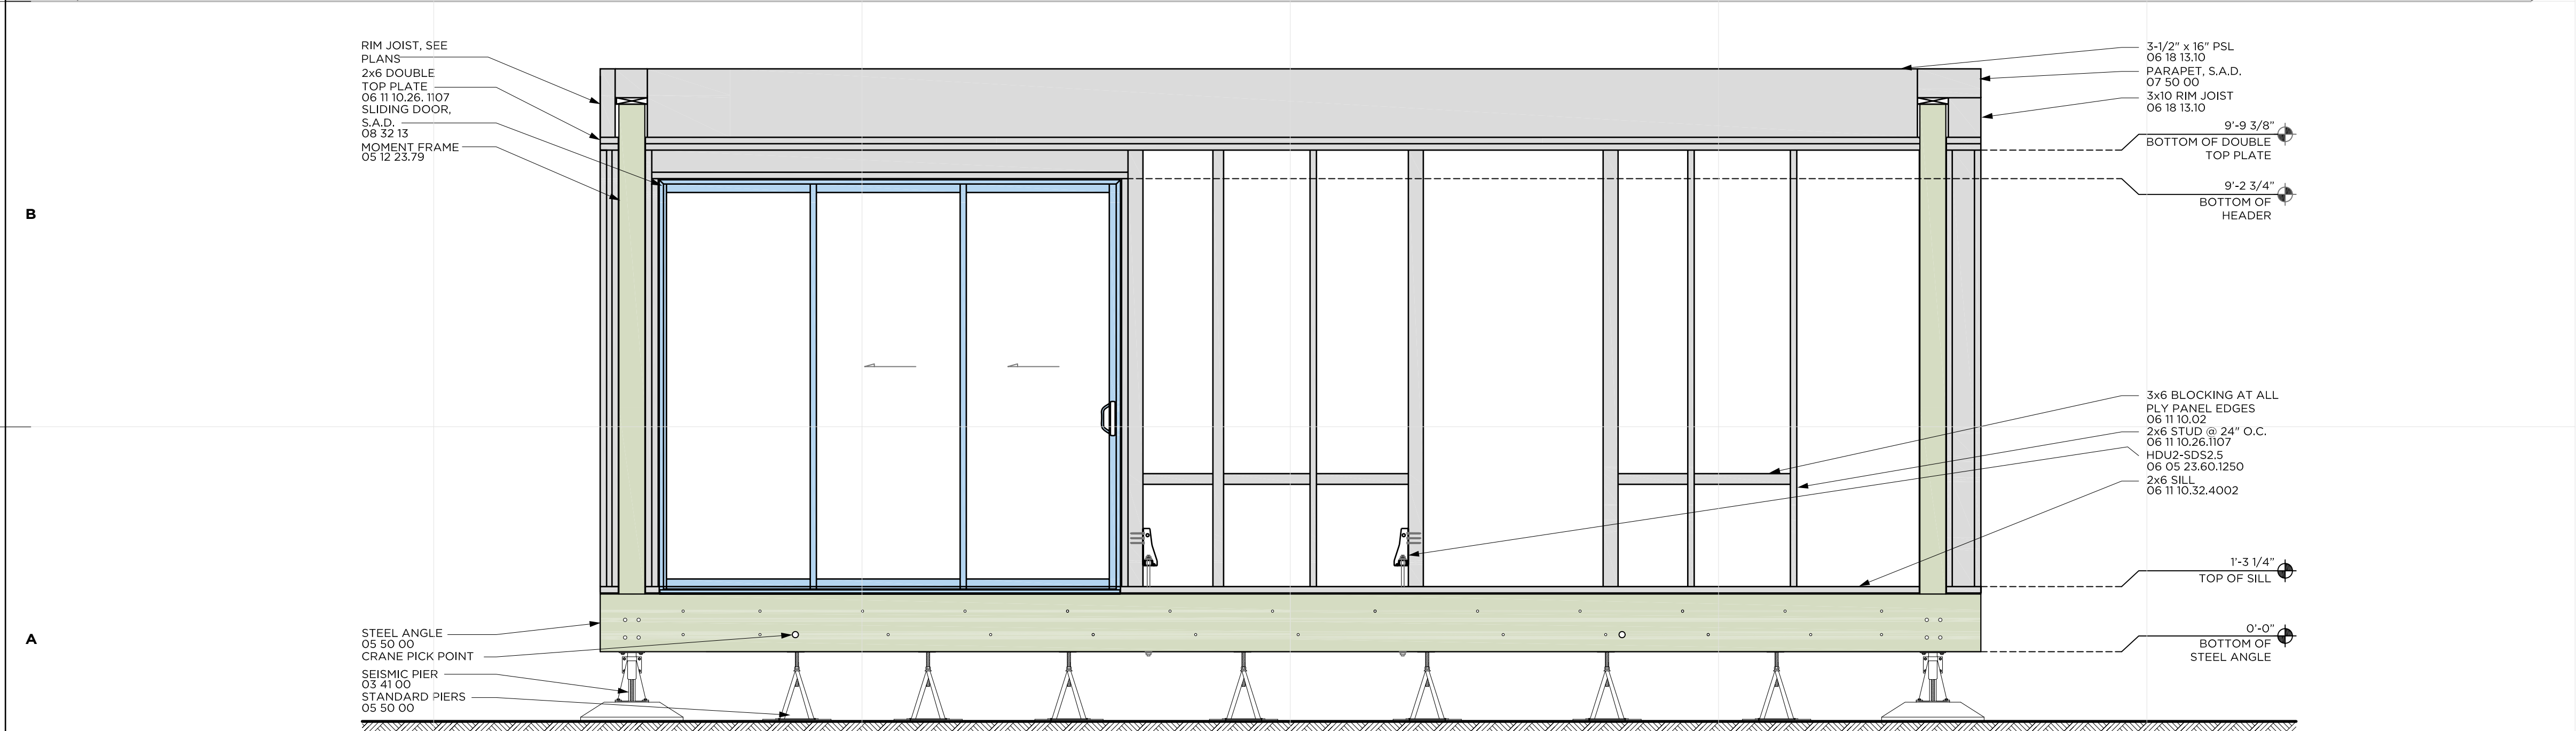 RIM JOIST, SEE
PLANS
2x6 DOUBLE
TOP PLATE
06 11 10.26. 1107
SLIDING DOOR,
S.A.D.
08 32 13
MOMENT FRAME
05 12 23.79
B
A
STEEL ANGLE
05 50 00
CRANE PICK POINT
SEISMIC PIER
03 41 00
STANDARD PIERS
05 50 00
3-1/2" x 16" PSL
06 18 13.10
PARAPET, S.A.D.
07 50 00
3x10 RIM JOIST
06 18 13.10
9'-9 3/8"
BOTTOM OF DOUBLE
TOP PLATE
9'-2 3/4"
BOTTOM OF
HEADER
3x6 BLOCKING AT ALL
PLY PANEL EDGES
06 11 10.02
2x6 STUD @ 24" O.C.
06 11 10.26.1107
HDU2-SDS2.5
06 05 23.60.1250
2x6 SILL
06 11 10.32.4002
1'-3 1/4"
TOP OF SILL
0'-0"
BOTTOM OF
STEEL ANGLE